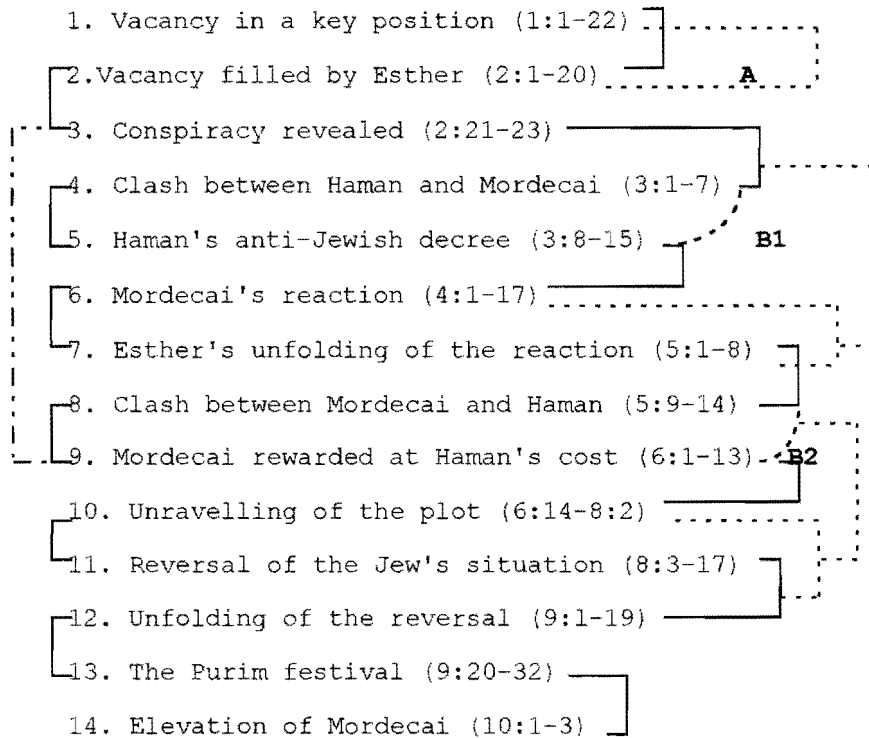 1. Vacancy in a key position (1:1-22)
2.Vacancy filled by Esther (2:1-20) A
3. Conspiracy revealed (2:21-23)
4. Clash between Haman and Mordecai (3:1-7)
5. Haman's anti-Jewish decree (3:8-15) B1
6. Mordecai's reaction (4:1-17)
7. Esther's unfolding of the reaction (5:1-8)
8. Clash between Mordecai and Haman (5:9-14)
9. Mordecai rewarded at Haman's cost (6:1-13) B2
10. Unravelling of the plot (6:14-8:2)
11. Reversal of the Jew's situation (8:3-17)
12. Unfolding of the reversal (9:1-19)
13. The Purim festival (9:20-32)
14. Elevation of Mordecai (10:1-3)